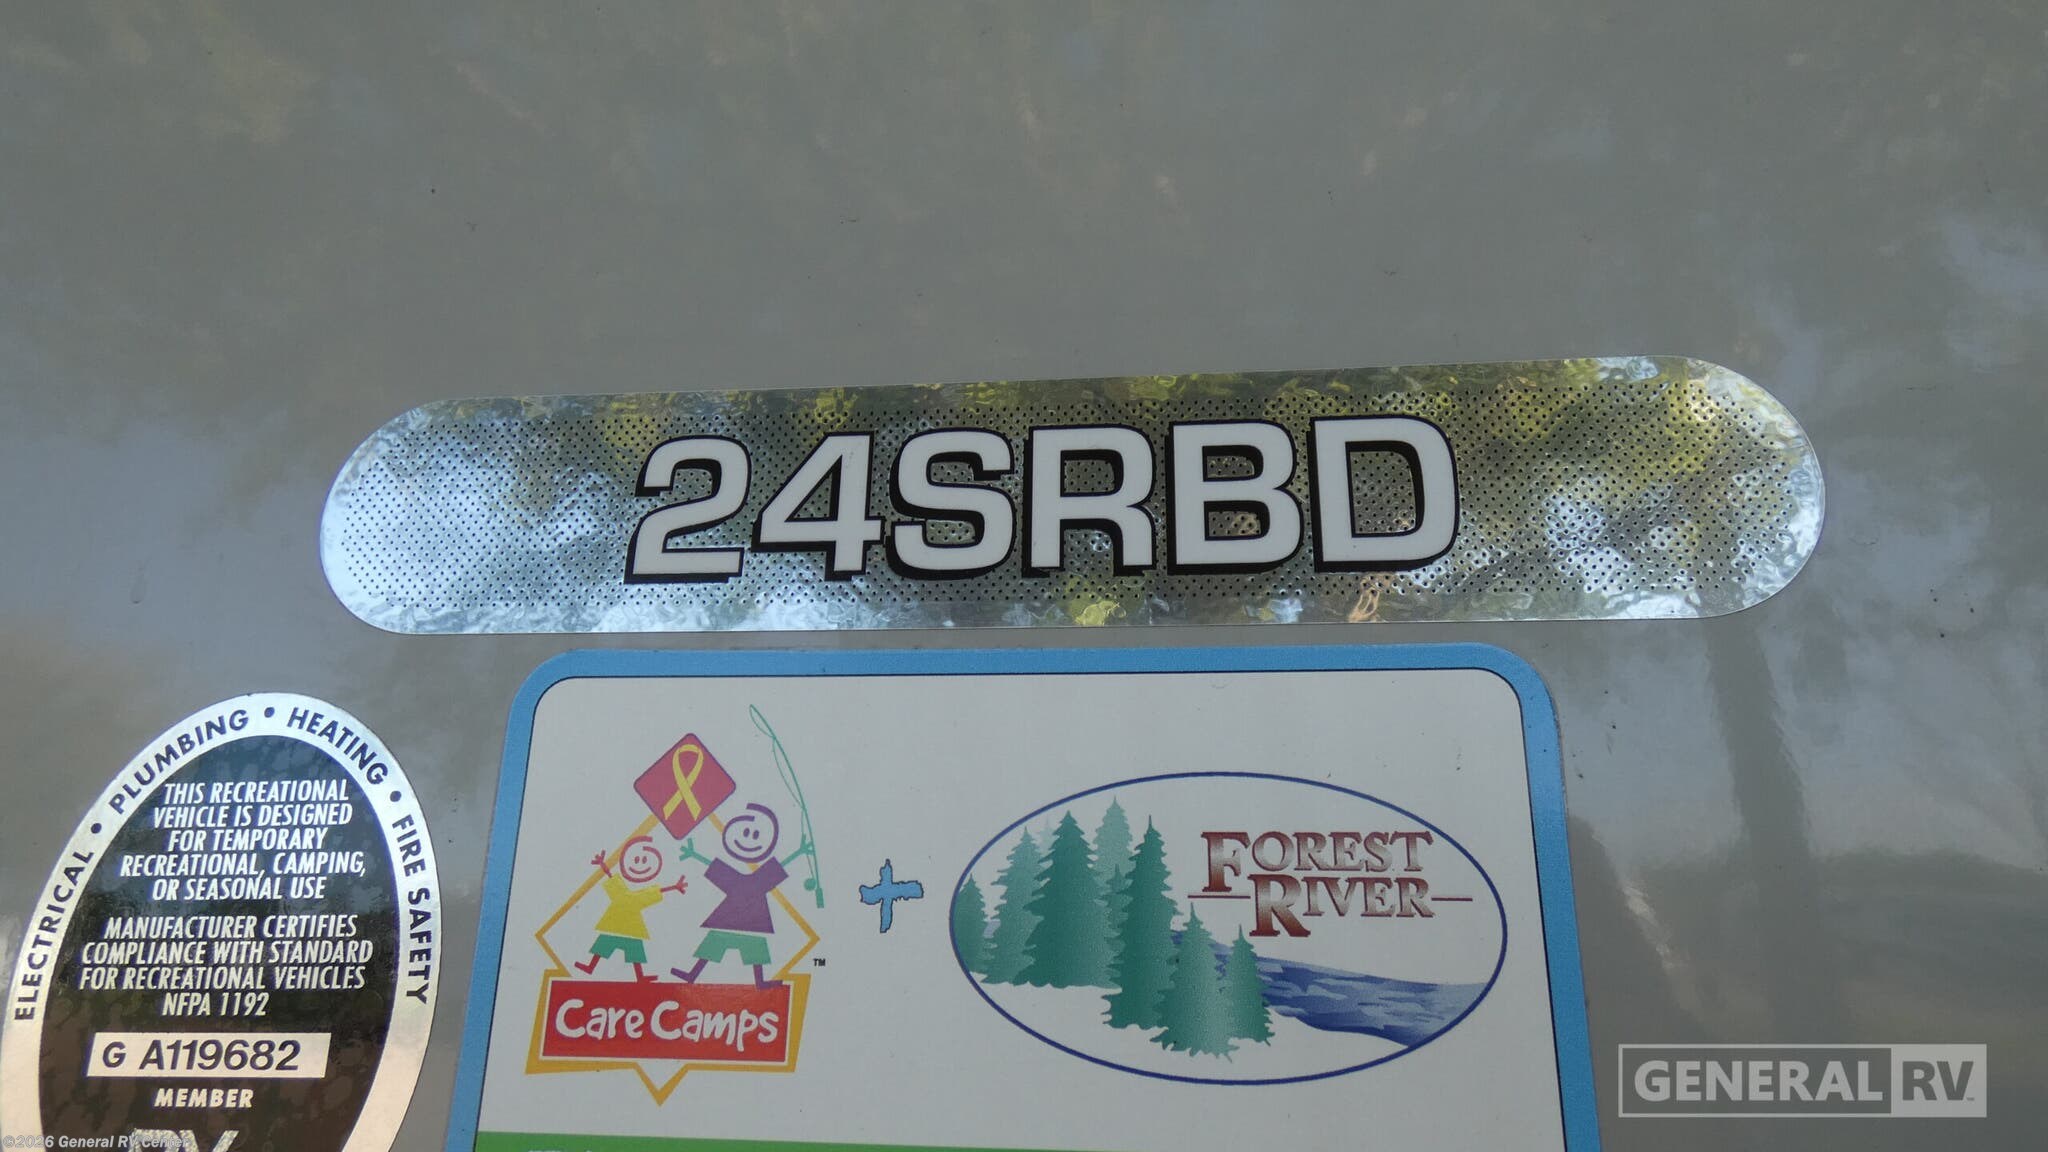 24SRBD
ELECTRICAL • PLUMBING • HEATING • FIRE SAFETY
THIS RECREATIONAL
VEHICLE IS DESIGNED
FOR TEMPORARY
RECREATIONAL, CAMPING,
OR SEASONAL USE
MANUFACTURER CERTIFIES
COMPLIANCE WITH STANDARD
FOR RECREATIONAL VEHICLES
NFPA 1192
G A119682
MEMBER
RV
Care Camps
™
+
FOREST
RIVER
GENERAL RV
©2026 General RV Center